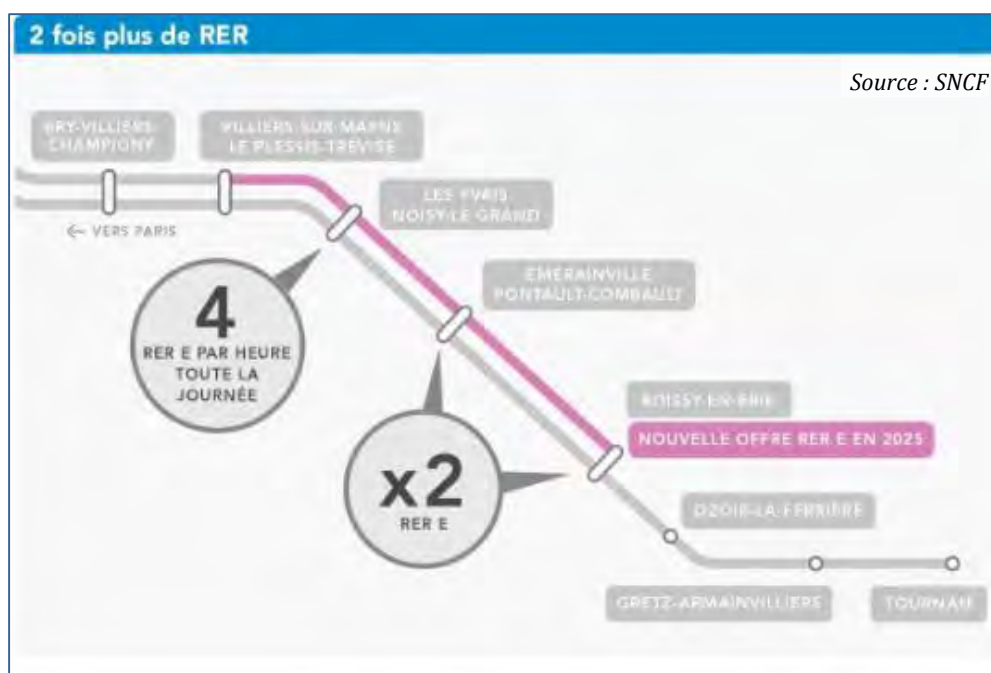 2 fois plus de RER
Source : SNCF
BRY-VILLIERS-
CHAMPIGNY
VILLIERS-SUR-MARNE
LE PLESSIS-TRÉVISE
← VERS PARIS
LES YVRIS
NOISY-LE GRAND
4
RER E PAR HEURE
TOUTE LA
JOURNÉE
EMERAINVILLE
PONTAULT-COMBAULT
ROISSY-EN-BRIE
NOUVELLE OFFRE RER E EN 2025
x2
RER E
OZOIR-LA-FERRIÈRE
GRETZ-ARMAINVILLIERS
TOURNAN